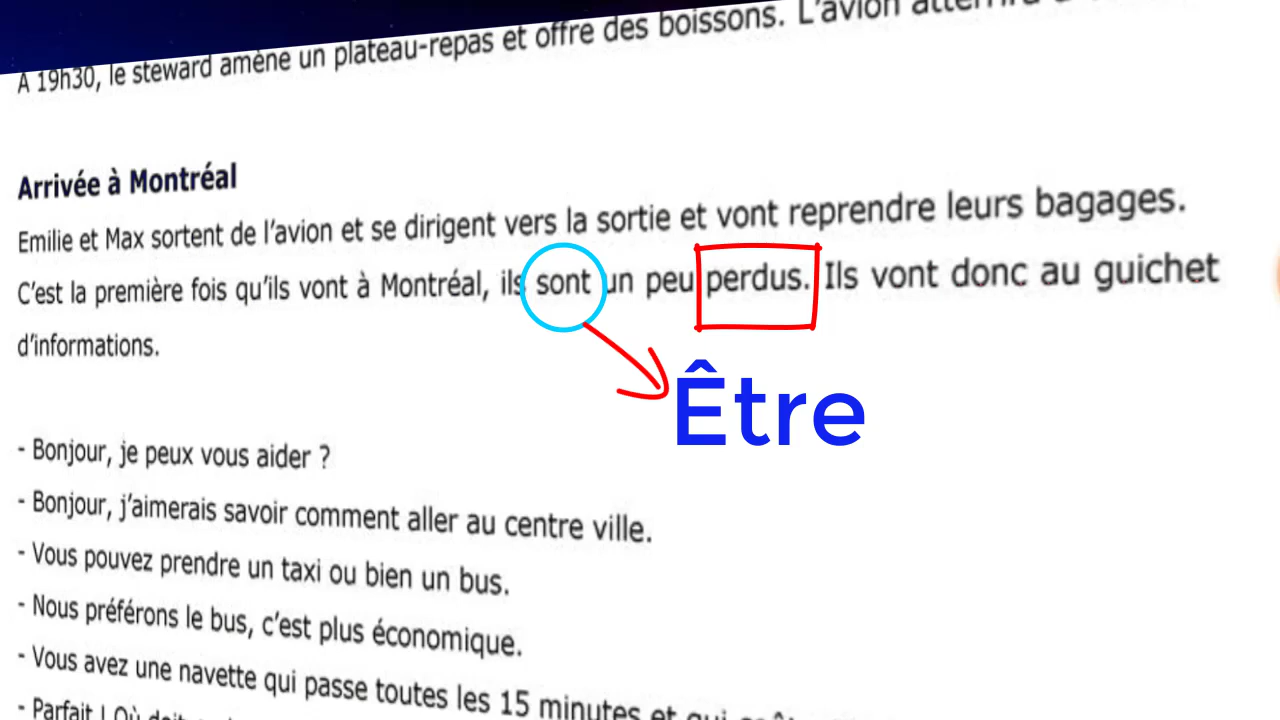 A 19h30, le steward amène un plateau-repas et offre des boissons. L'avion
Arrivée à Montréal
Emilie et Max sortent de l'avion et se dirigent vers la sortie et vont reprendre leurs bagages.
C'est la première fois qu'ils vont à Montréal, ils sont un peu perdus. Ils vont donc au guichet
d'informations.
Être
- Bonjour, je peux vous aider ?
- Bonjour, j'aimerais savoir comment aller au centre ville.
- Vous pouvez prendre un taxi ou bien un bus.
- Nous préférons le bus, c'est plus économique.
- Vous avez une navette qui passe toutes les 15 minutes et qui
- Parfait ! Où